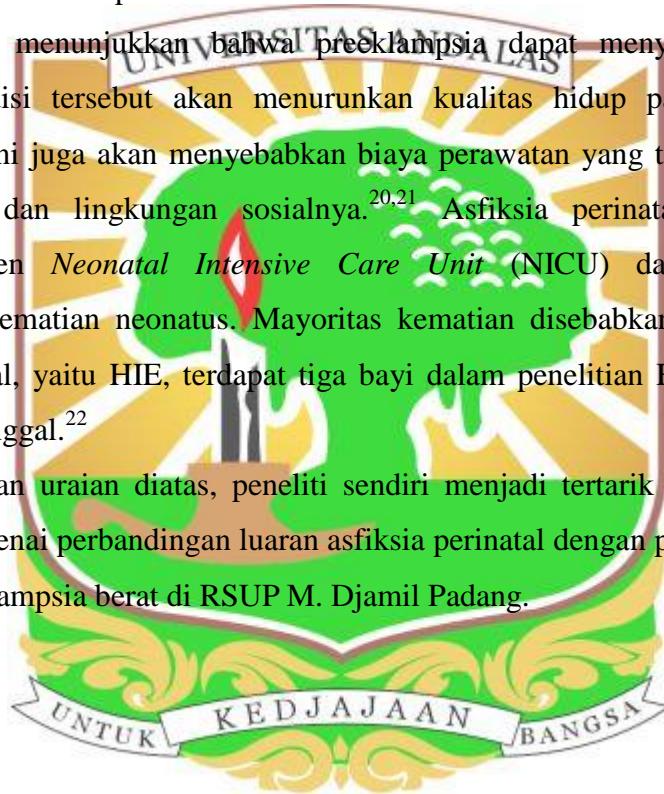 UNIVERSITAS ANDALAS
menunjukkan bahwa preeklampsia dapat meny
isi tersebut akan menurunkan kualitas hidup p
ni juga akan menyebabkan biaya perawatan yang t
dan lingkungan sosialnya.20,21 Asfiksia perinata
en Neonatal Intensive Care Unit (NICU) da
ematian neonatus. Mayoritas kematian disebabkan
al, yaitu HIE, terdapat tiga bayi dalam penelitian
nggal.22
an uraian diatas, peneliti sendiri menjadi tertarik
enai perbandingan luaran asfiksia perinatal dengan p
ampsia berat di RSUP M. Djamil Padang.
UNTUK KEDJAJAAN BANGSA